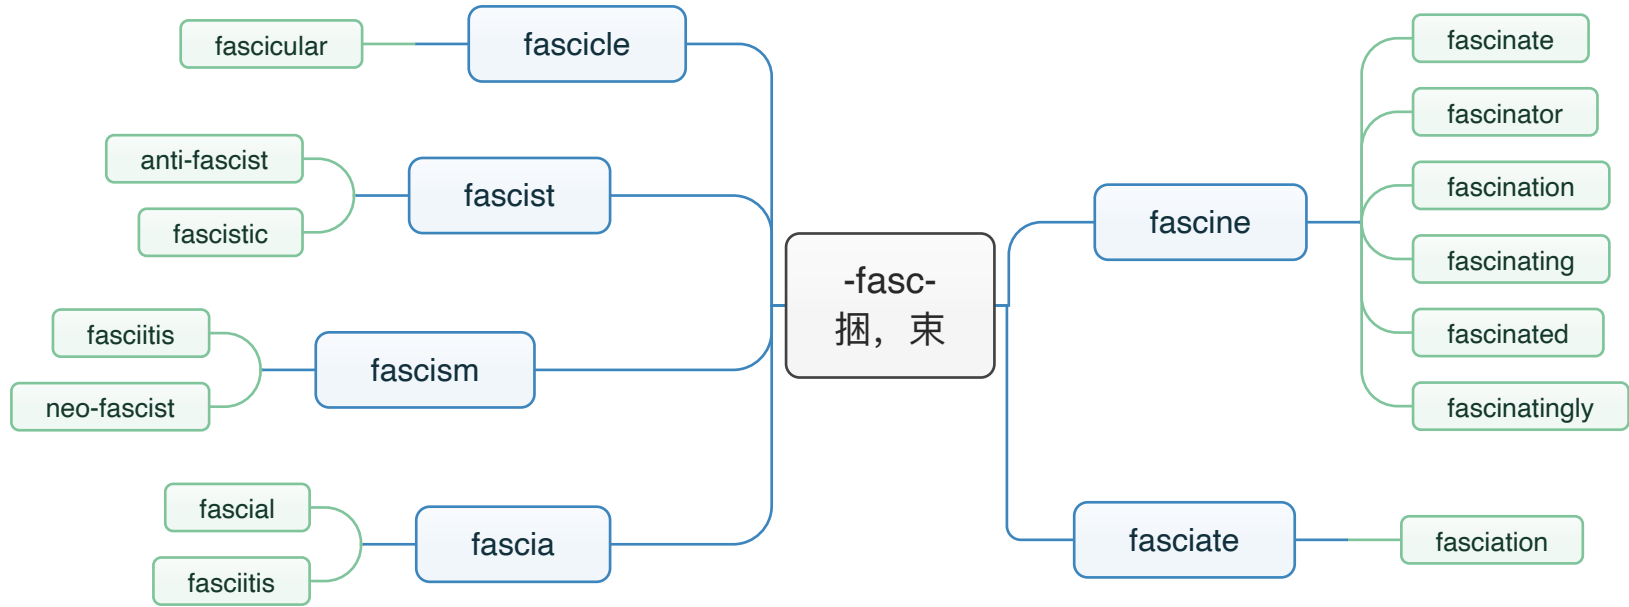 fascicle
fascicular
fascist
anti-fascist
fascistic
fascism
fasciitis
neo-fascist
fascia
fascial
fasciitis
-fasc-
捆，束
fascine
fascinate
fascinator
fascination
fascinating
fascinated
fascinatingly
fasciate
fasciation